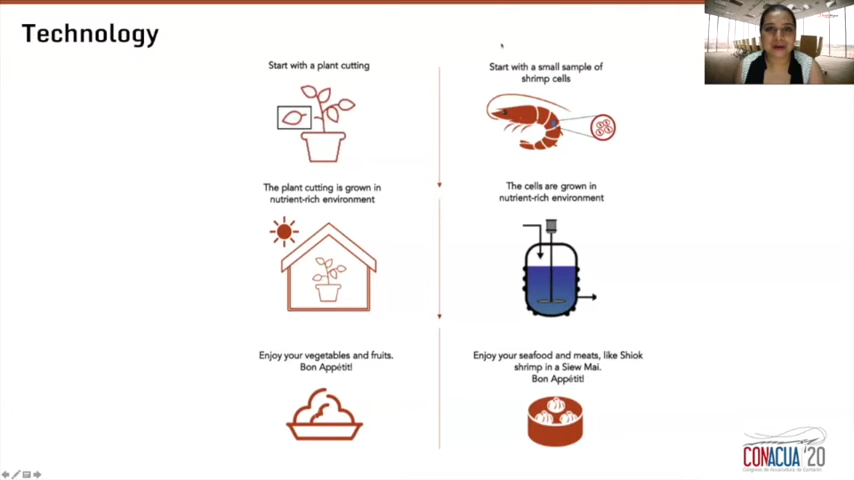 Technology
Start with a plant cutting
Start with a small sample of
shrimp cells
The plant cutting is grown in
nutrient-rich environment
The cells are grown in
nutrient-rich environment
Enjoy your vegetables and fruits.
Bon Appétit!
Enjoy your seafood and meats, like Shiok
shrimp in a Siew Mai.
Bon Appétit!
CONACUA '20